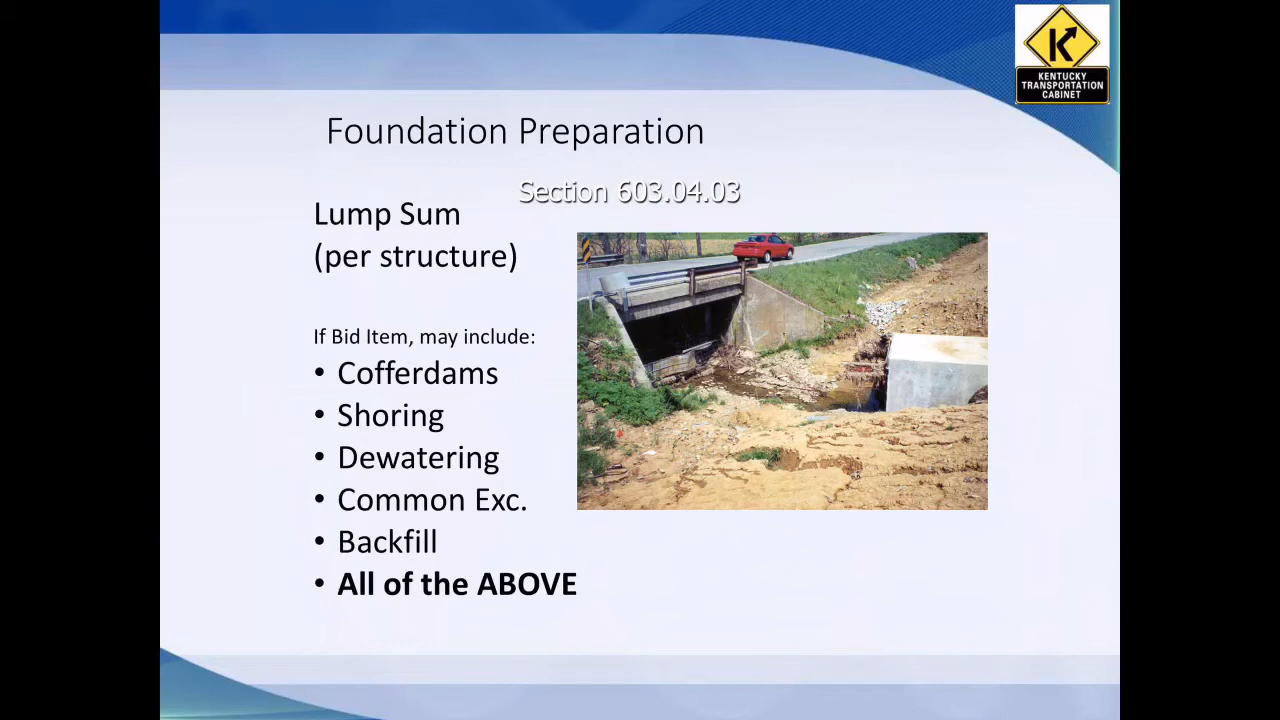 KENTUCKY
TRANSPORTATION
CABINET
Foundation Preparation
Section 603.04.03
Lump Sum
(per structure)
If Bid Item, may include:
• Cofferdams
• Shoring
• Dewatering
• Common Exc.
• Backfill
• All of the ABOVE